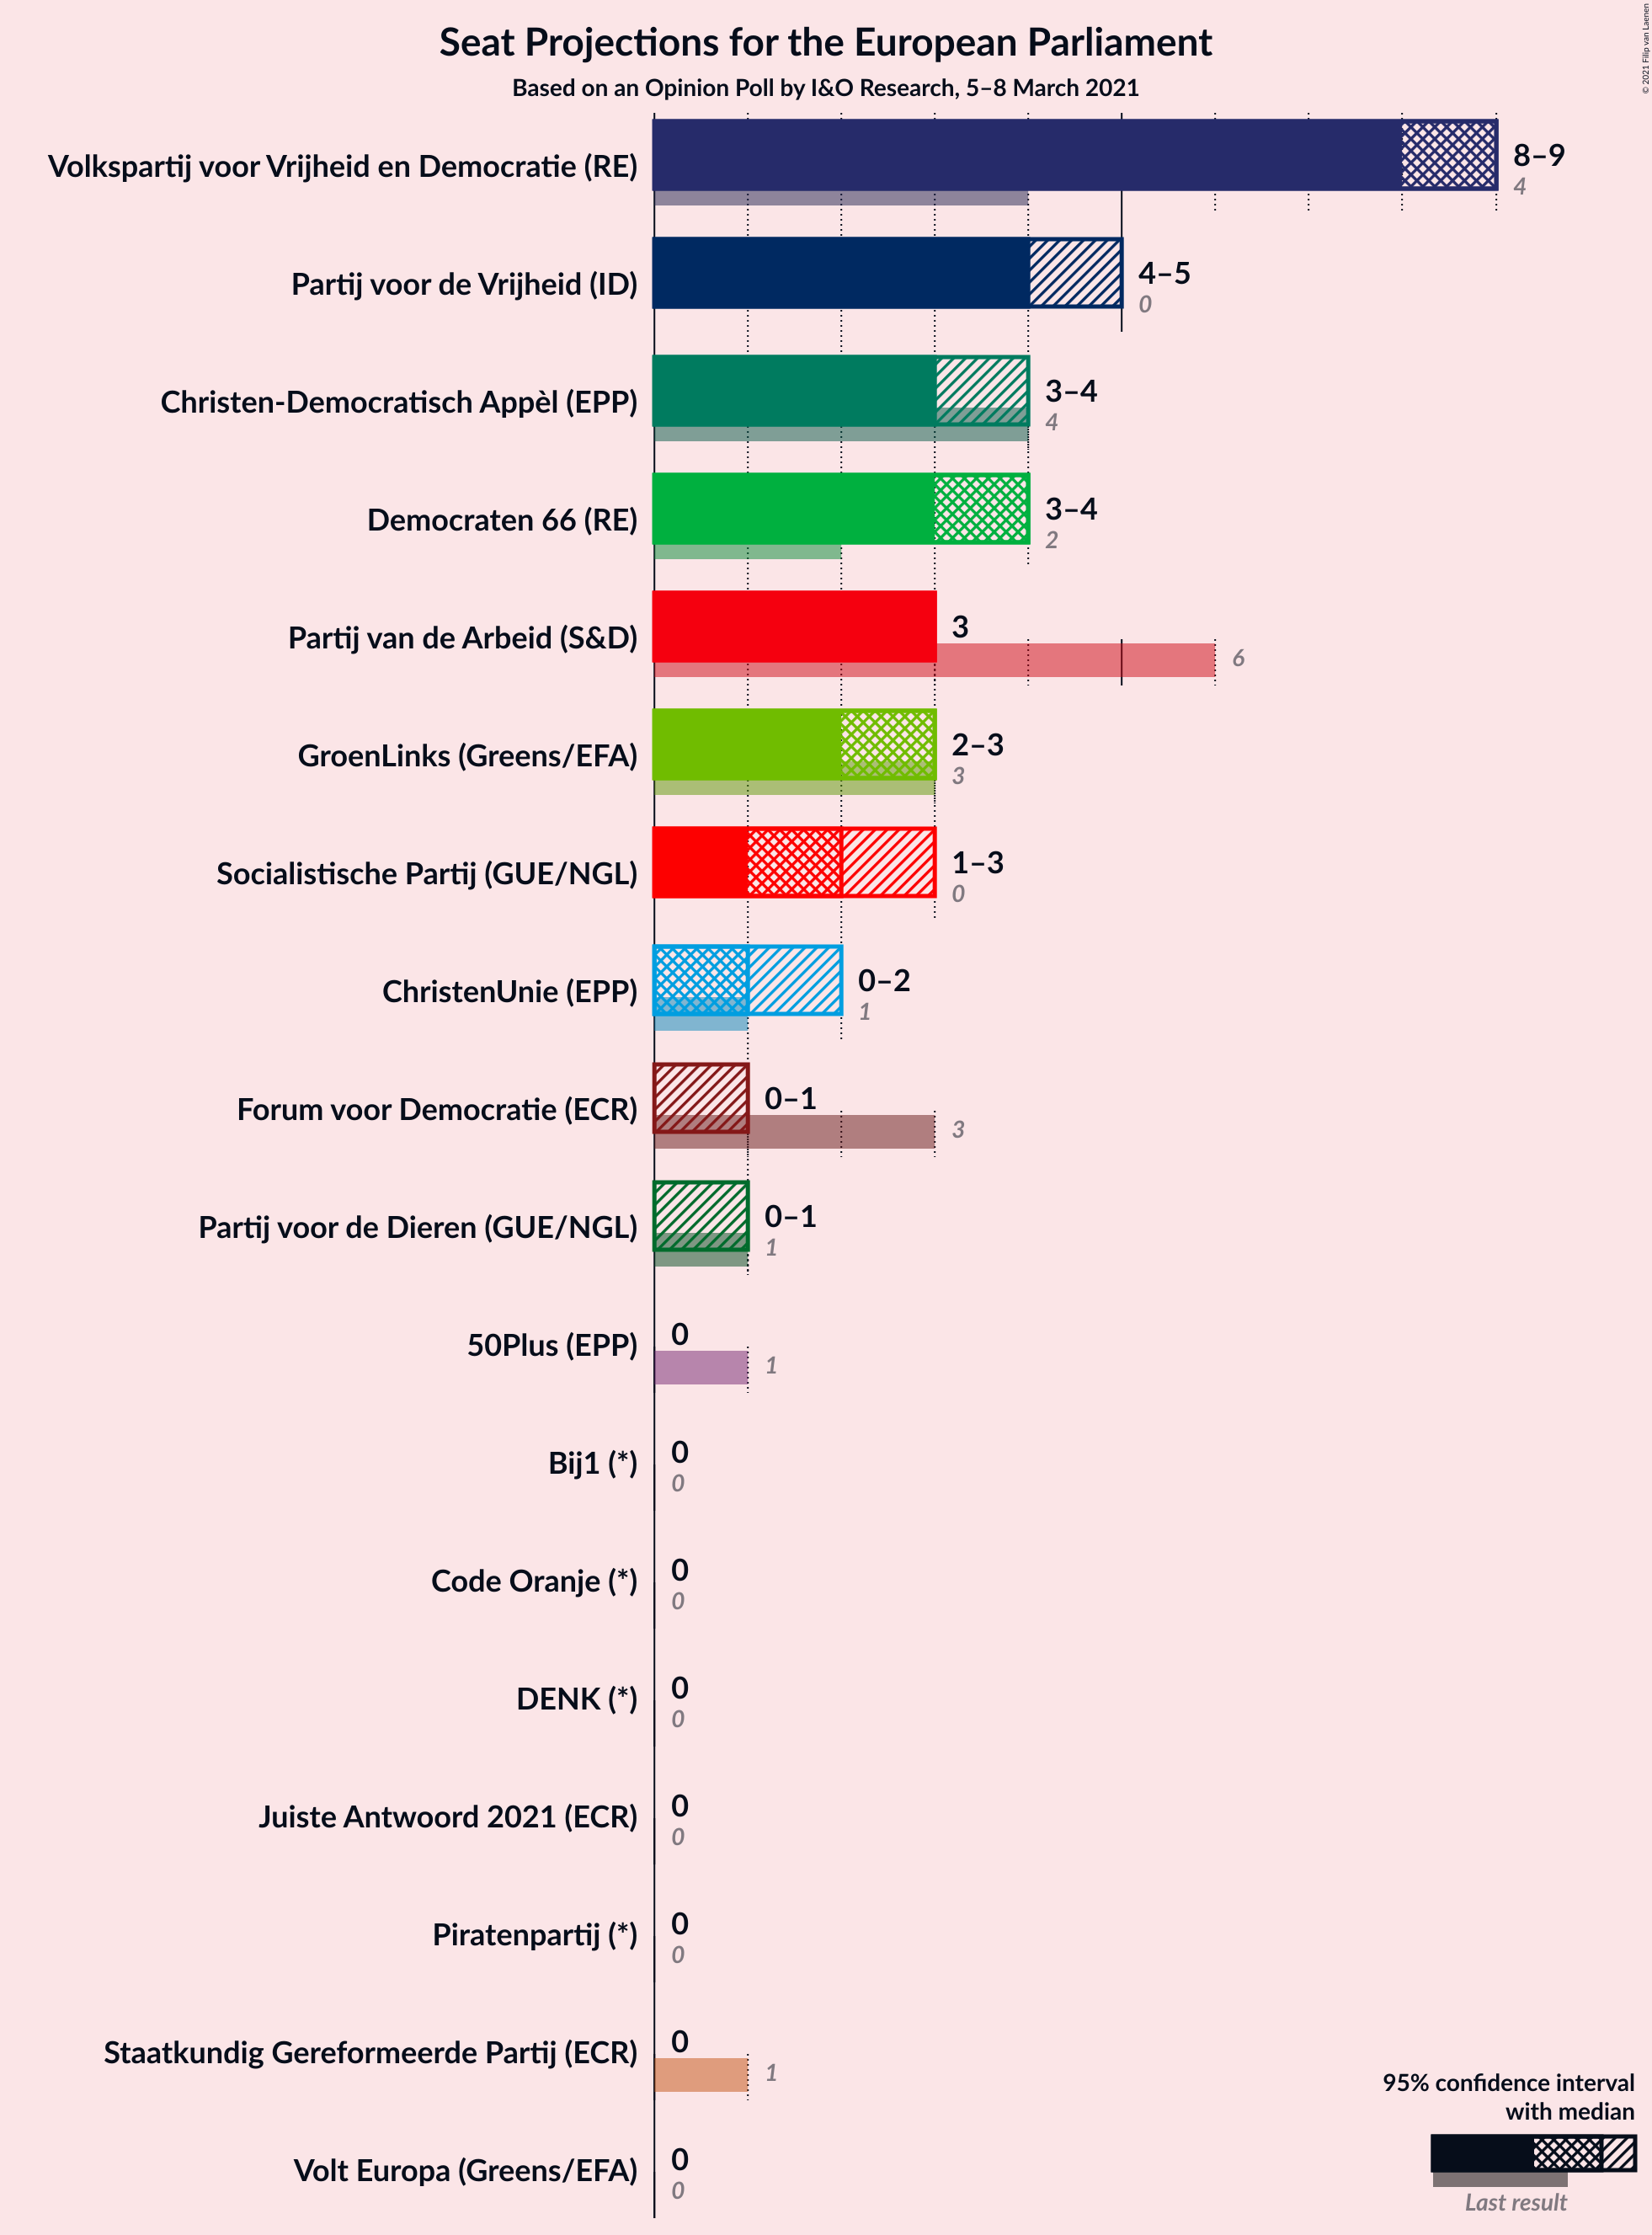 Seat Projections for the European Parliament
Based on an Opinion Poll by I&O Research, 5–8 March 2021
© 2021 Filip van Laenen
Volkspartij voor Vrijheid en Democratie (RE)
8–9
4
Partij voor de Vrijheid (ID)
4–5
0
Christen-Democratisch Appèl (EPP)
3–4
4
Democraten 66 (RE)
3–4
2
Partij van de Arbeid (S&D)
3
6
GroenLinks (Greens/EFA)
2–3
3
Socialistische Partij (GUE/NGL)
1–3
0
ChristenUnie (EPP)
0–2
1
Forum voor Democratie (ECR)
0–1
3
Partij voor de Dieren (GUE/NGL)
0–1
1
50Plus (EPP)
0
1
Bij1 (*)
0
0
Code Oranje (*)
0
0
DENK (*)
0
0
Juiste Antwoord 2021 (ECR)
0
0
Piratenpartij (*)
0
0
Staatkundig Gereformeerde Partij (ECR)
0
1
Volt Europa (Greens/EFA)
0
0
95% confidence interval
with median
Last result